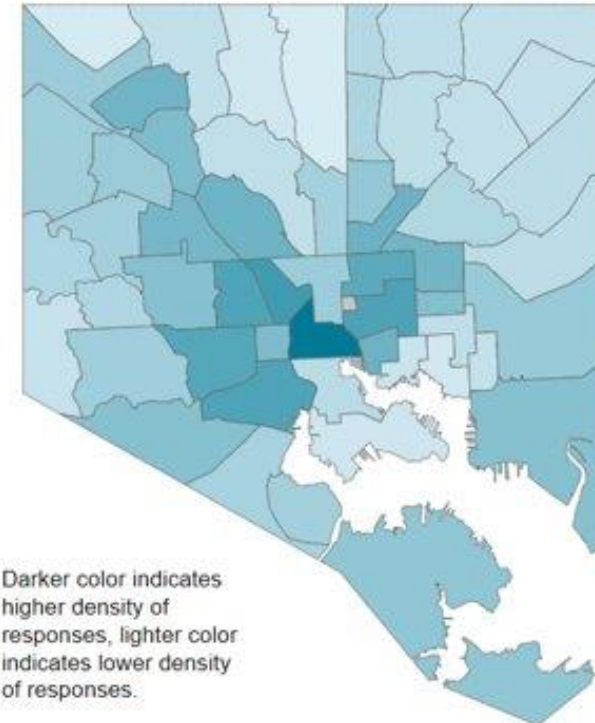 Darker color indicates
higher density of
responses, lighter color
indicates lower density
of responses.